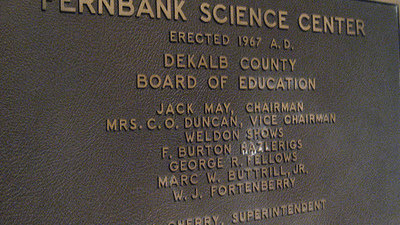 FERNBANK SCIENCE CENTER
ERECTED 1967 A.D.
DEKALB COUNTY
BOARD OF EDUCATION
JACK MAY, CHAIRMAN
MRS. C. O. DUNCAN, VICE CHAIRMAN
WELDON SHOWS
F. BURTON
GEORGE R. FELLOWS
MARC W. BUTTRILL, JR.
W. J. FORTENBERRY
CHERRY, SUPERINTENDENT